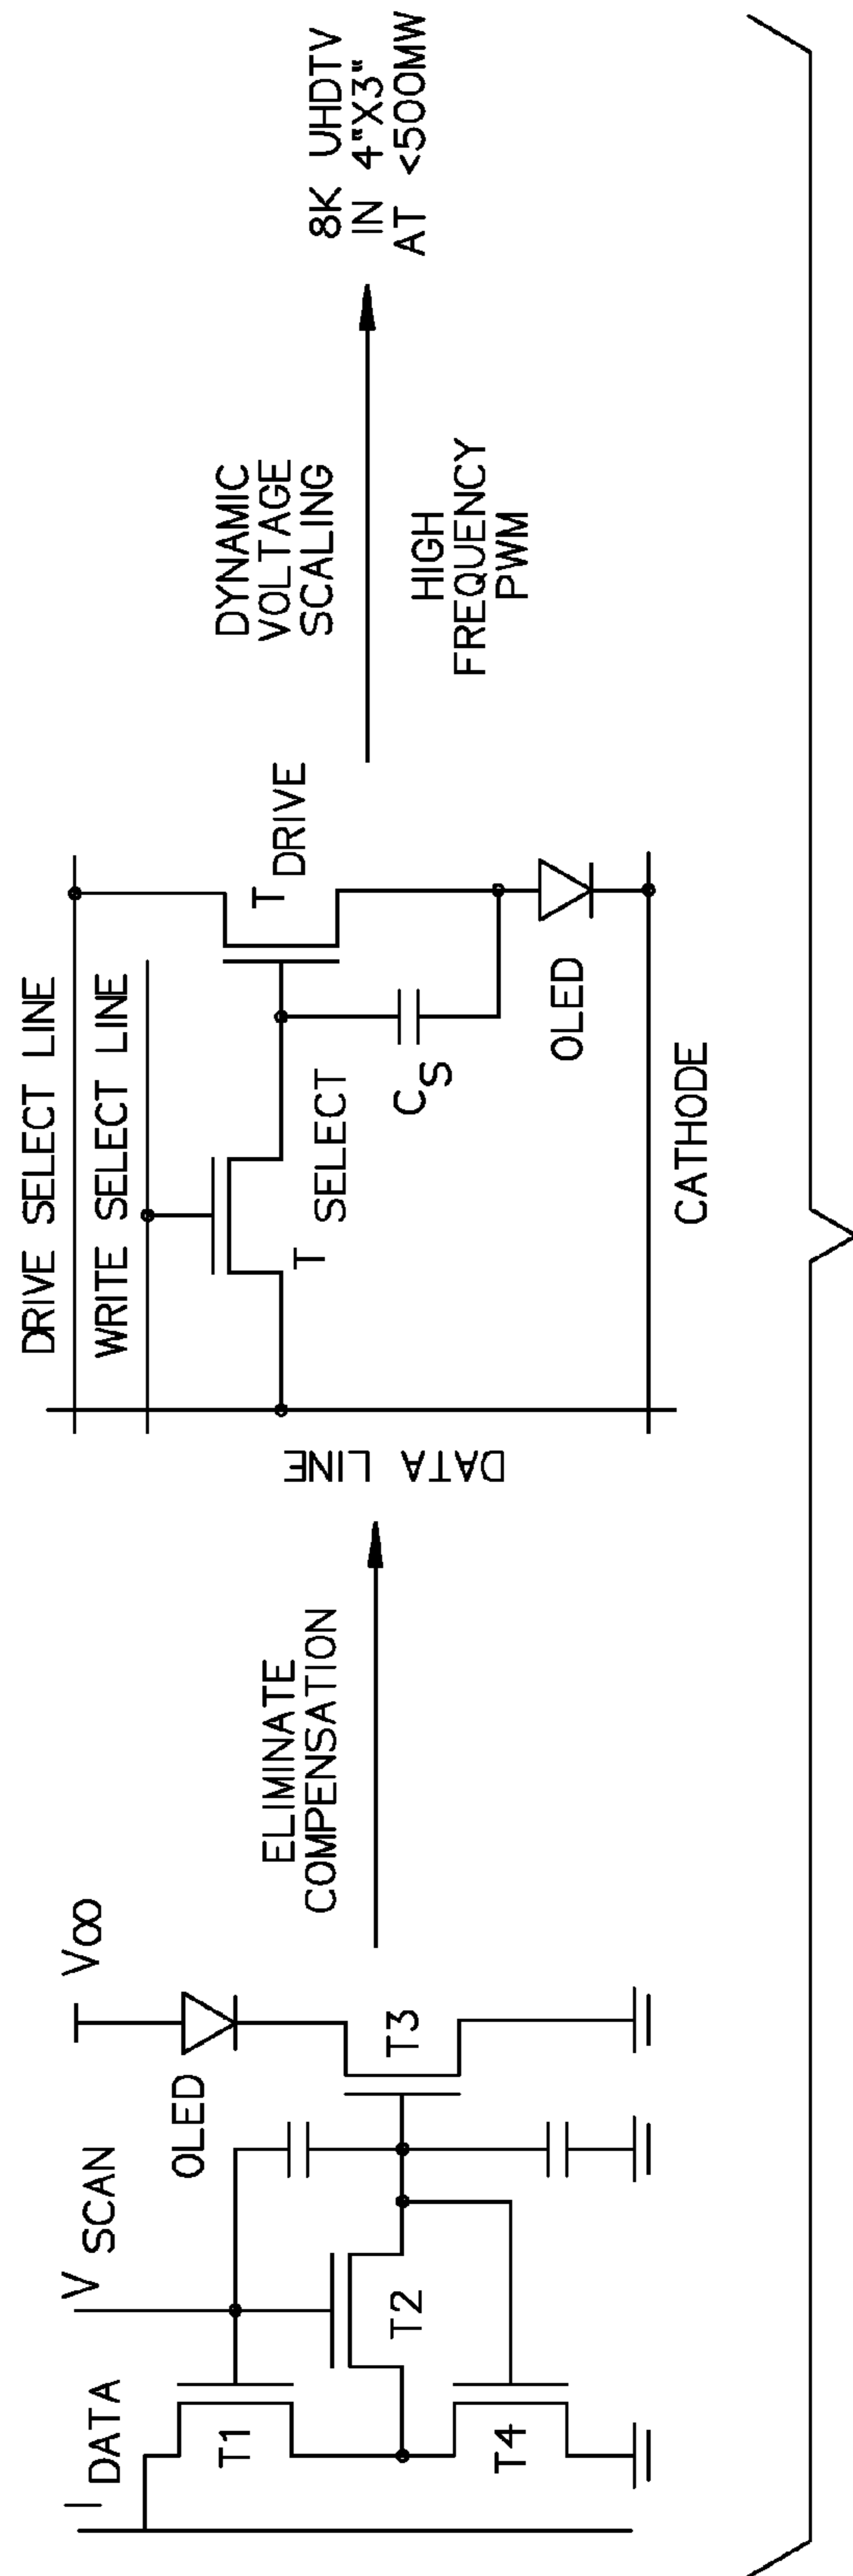 I DATA
V SCAN
V∞
OLED
T1
T2
T3
T4
ELIMINATE
COMPENSATION
DRIVE SELECT LINE
WRITE SELECT LINE
DATA LINE
T SELECT
T DRIVE
CS
OLED
CATHODE
DYNAMIC
VOLTAGE
SCALING
HIGH
FREQUENCY
PWM
8K UHDTV
IN 4"X3"
AT <500MW